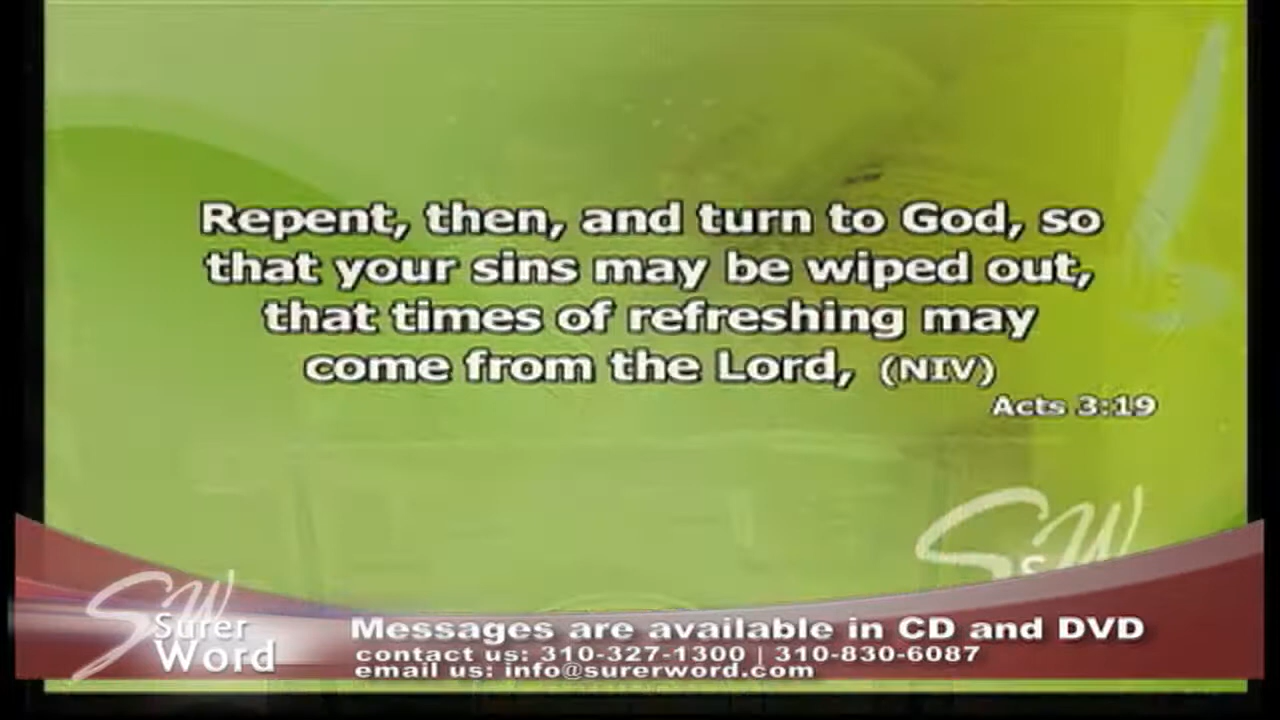 Repent, then, and turn to God, so
that your sins may be wiped out,
that times of refreshing may
come from the Lord, (NIV)
Acts 3:19
SW
SW
Surer
Word
Messages are available in CD and DVD
contact us: 310-327-1300 | 310-830-6087
email us: info@surerword.com